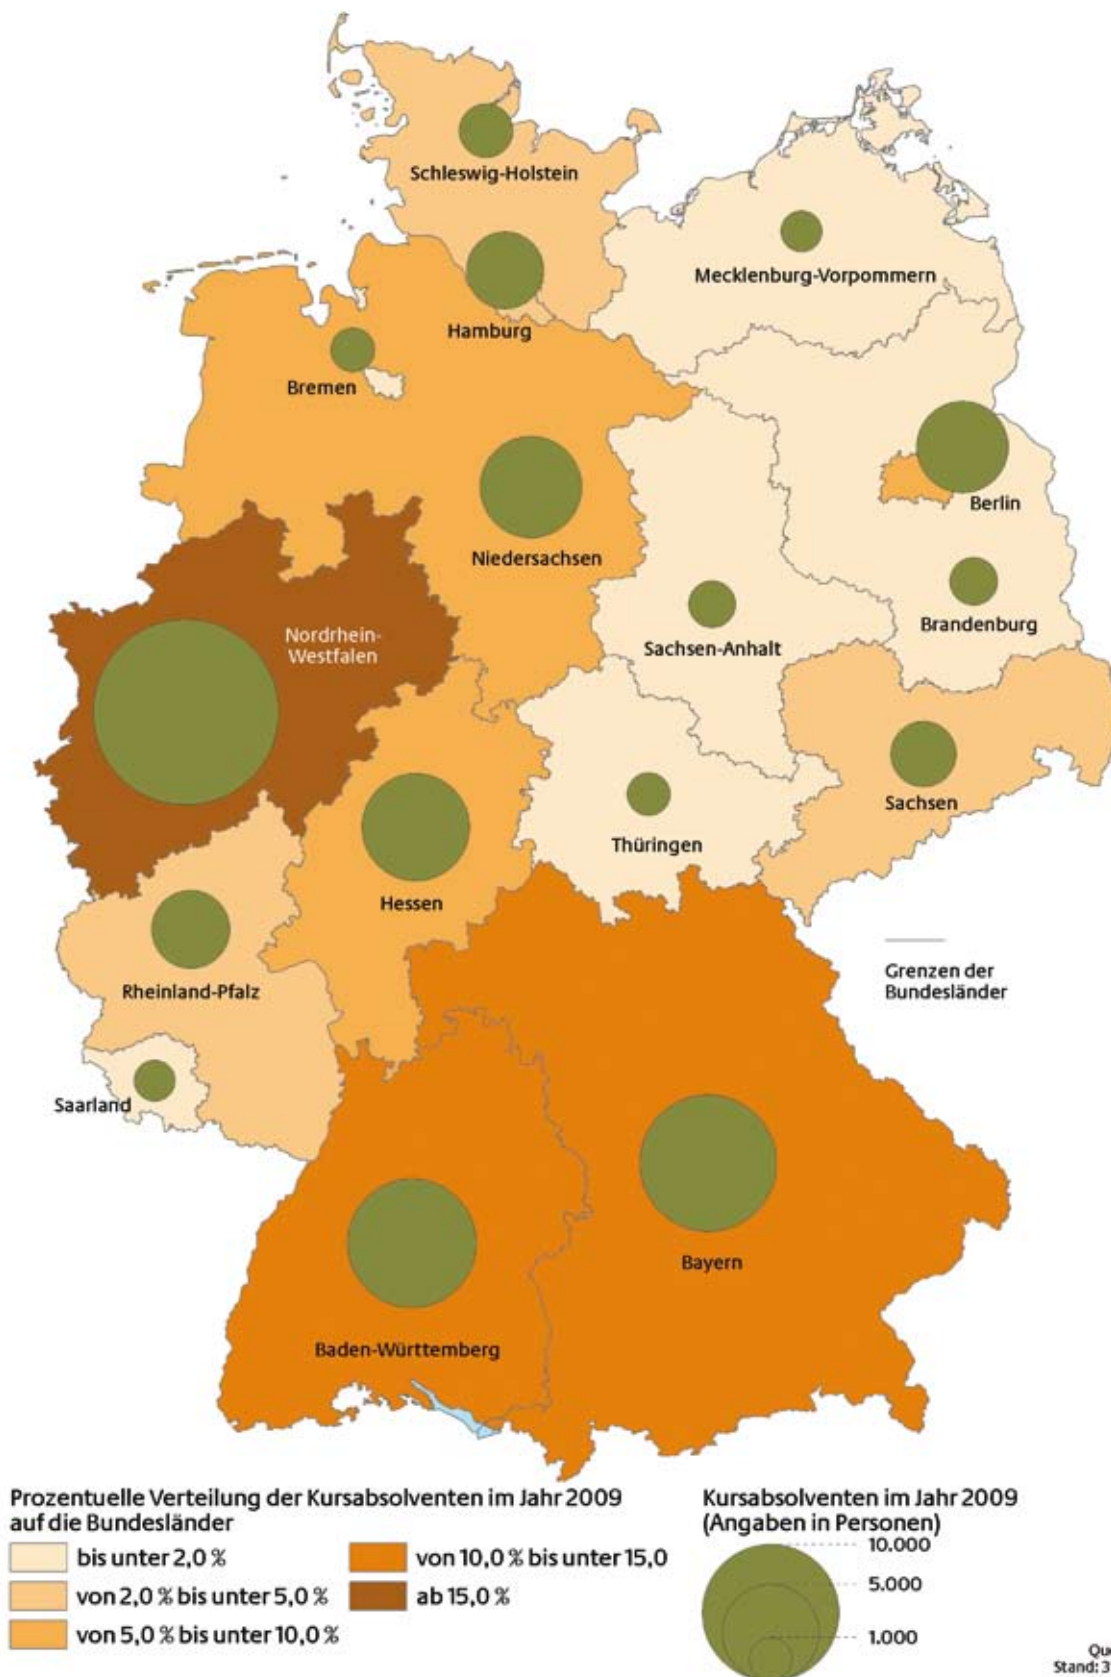 Schleswig-Holstein
Mecklenburg-Vorpommern
Hamburg
Bremen
Berlin
Niedersachsen
Brandenburg
Nordrhein-
Westfalen
Sachsen-Anhalt
Sachsen
Thüringen
Hessen
Grenzen der
Bundesländer
Rheinland-Pfalz
Saarland
Bayern
Baden-Württemberg
Prozentuelle Verteilung der Kursabsolventen im Jahr 2009
auf die Bundesländer
bis unter 2,0 %
von 2,0 % bis unter 5,0 %
von 5,0 % bis unter 10,0 %
von 10,0 % bis unter 15,0
ab 15,0 %
Kursabsolventen im Jahr 2009
(Angaben in Personen)
10.000
5.000
1.000
Stand: 3